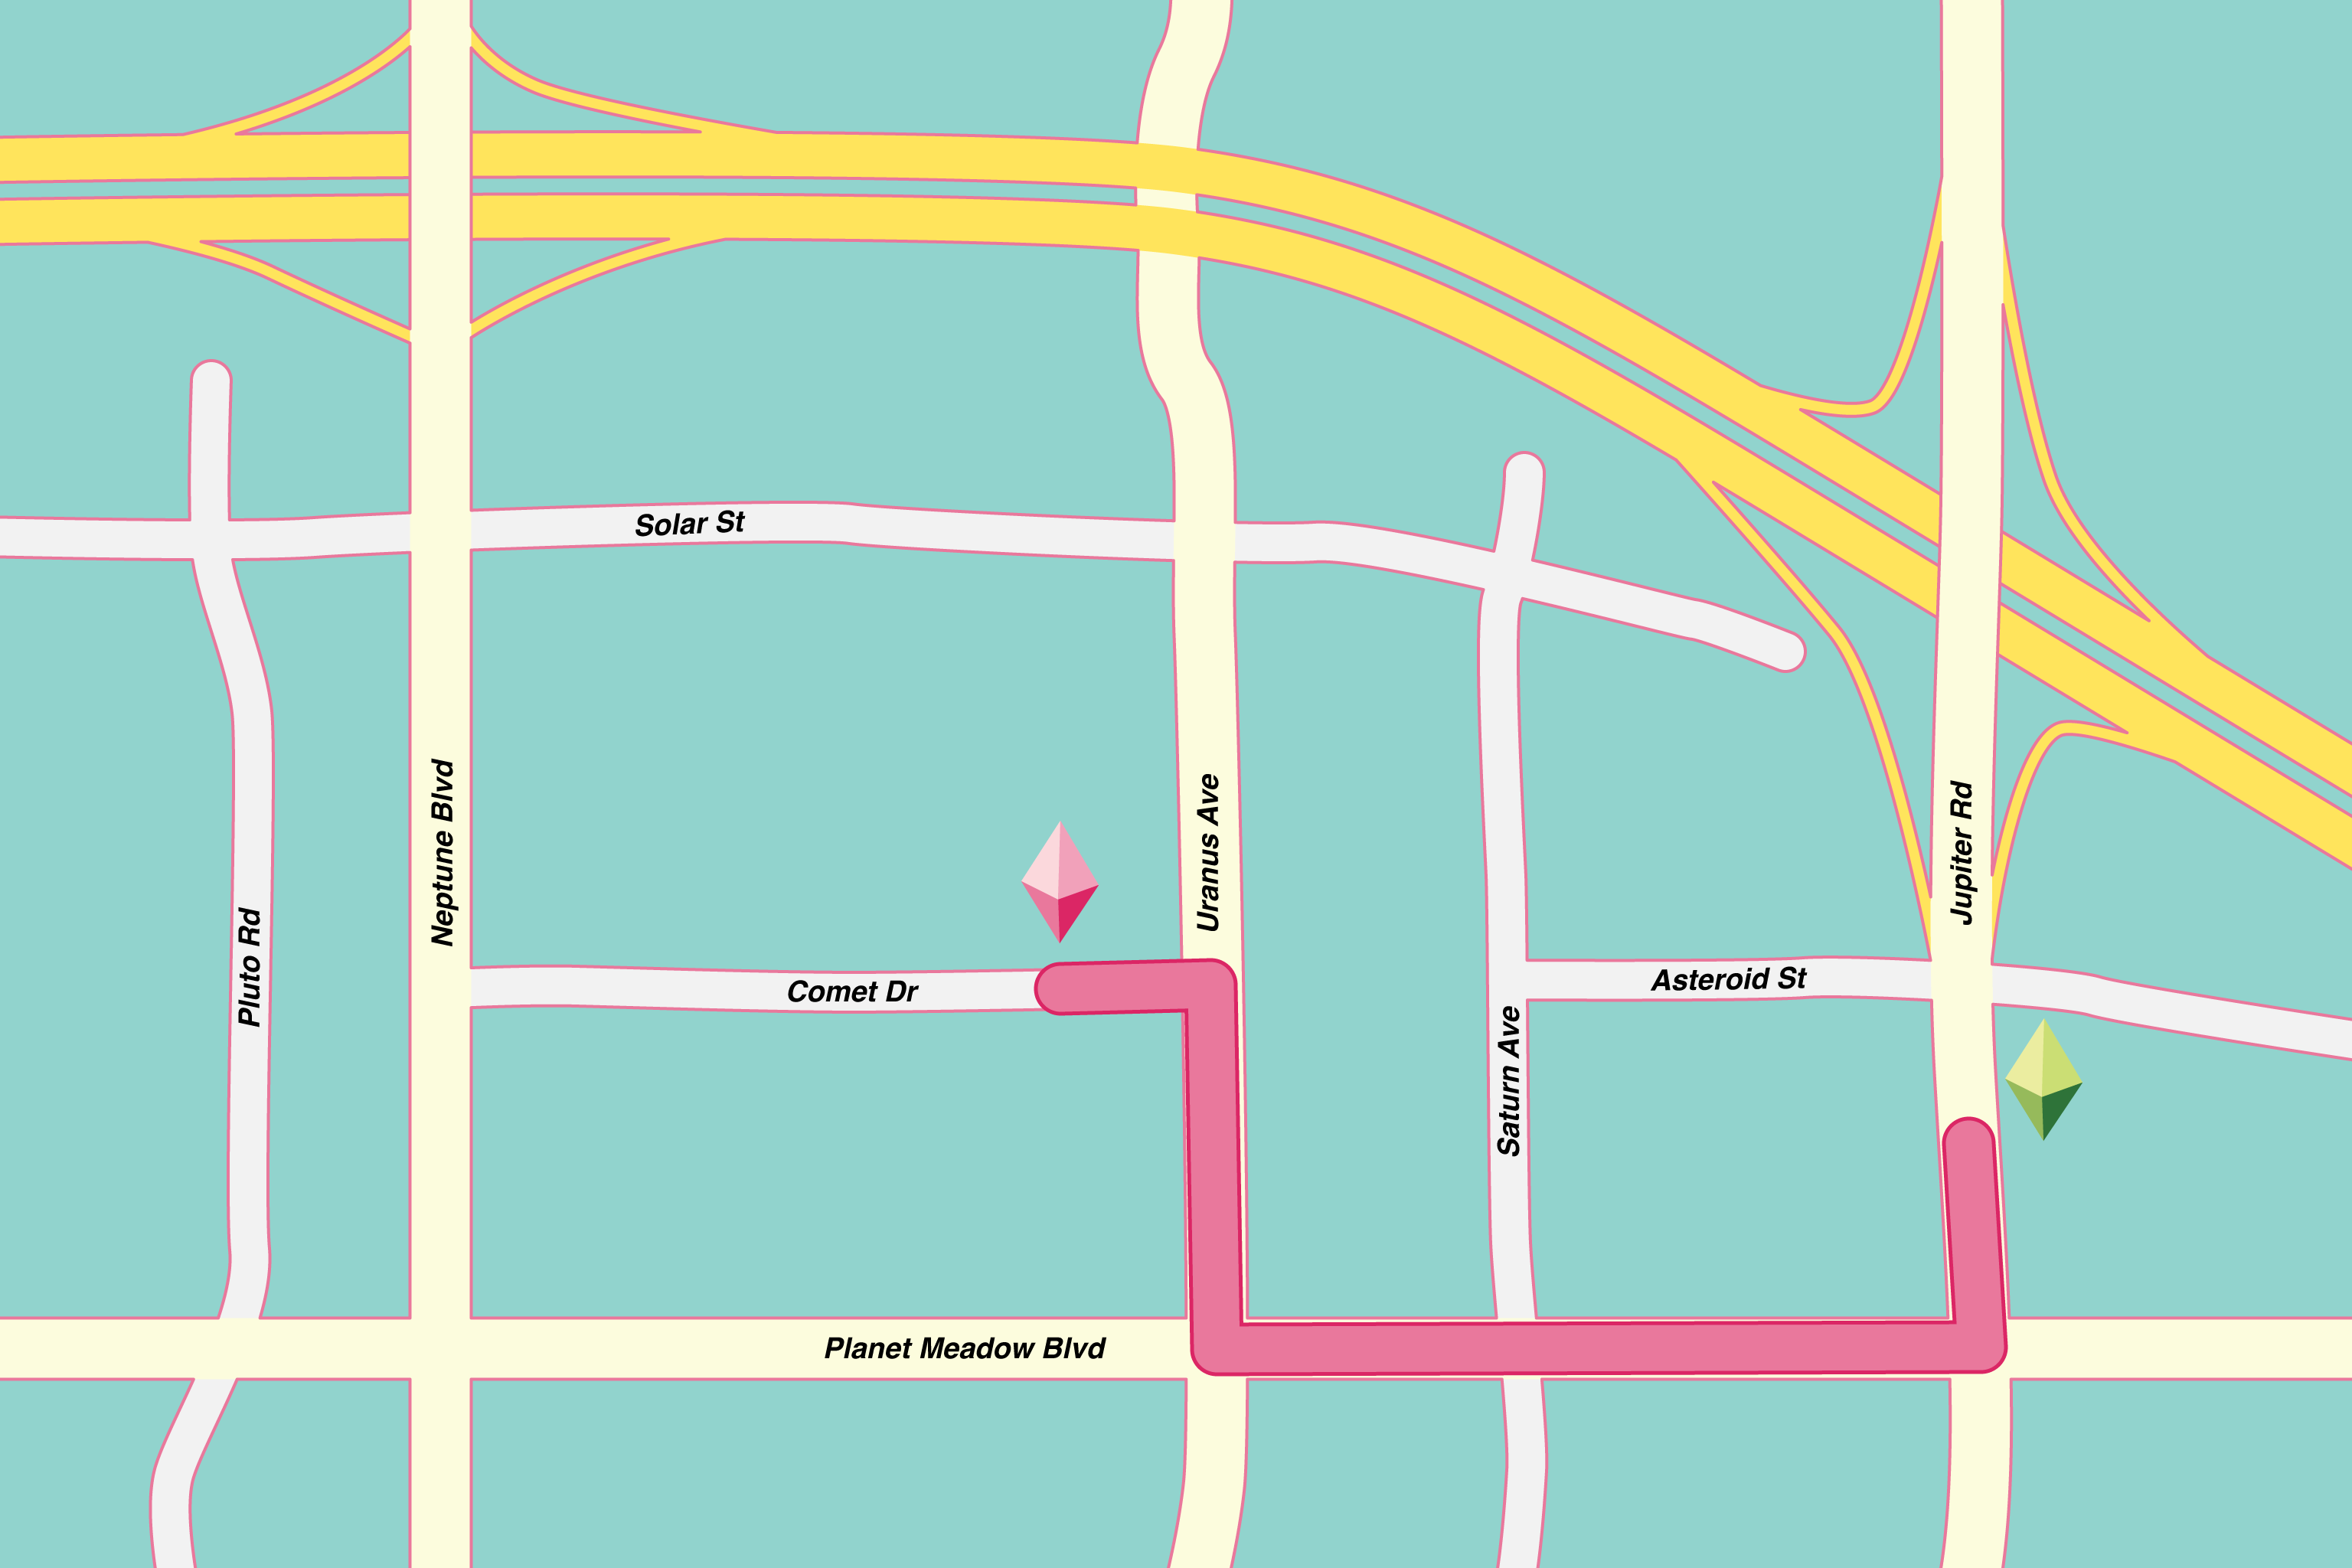 Solar St
Neptune Blvd
Uranus Ave
Jupiter Rd
Pluto Rd
Comet Dr
Asteroid St
Saturn Ave
Planet Meadow Blvd